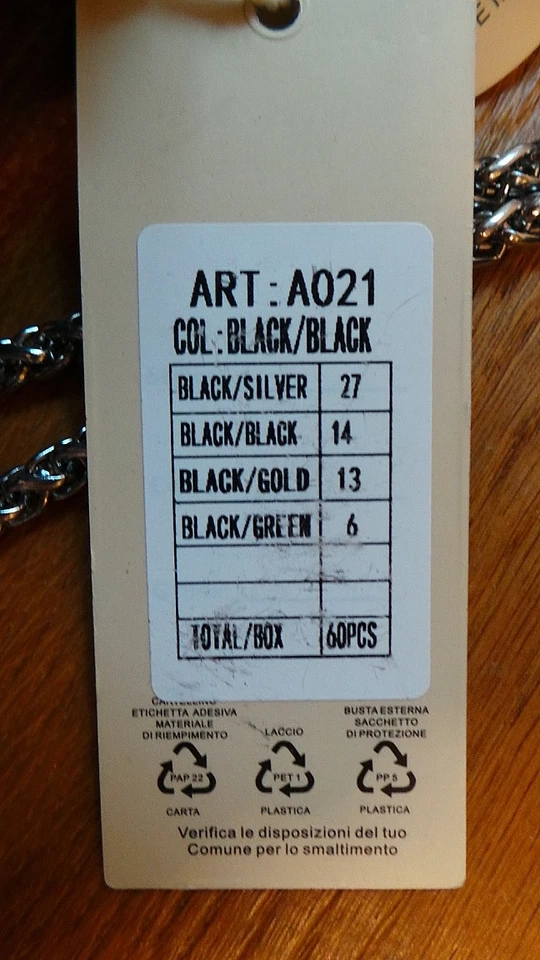 ART:A021
COL:BLACK/BLACK
BLACK/SILVER 27
BLACK/BLACK 14
BLACK/GOLD 13
BLACK/GREEN 6
TOTAL/BOX 60PCS
CARTELLINO
ETICHETTA ADESIVA
MATERIALE
DI RIEMPIMENTO
PAP 22
CARTA
LACCIO
PET 1
PLASTICA
BUSTA ESTERNA
SACCHETTO
DI PROTEZIONE
PP 5
PLASTICA
Verifica le disposizioni del tuo
Comune per lo smaltimento